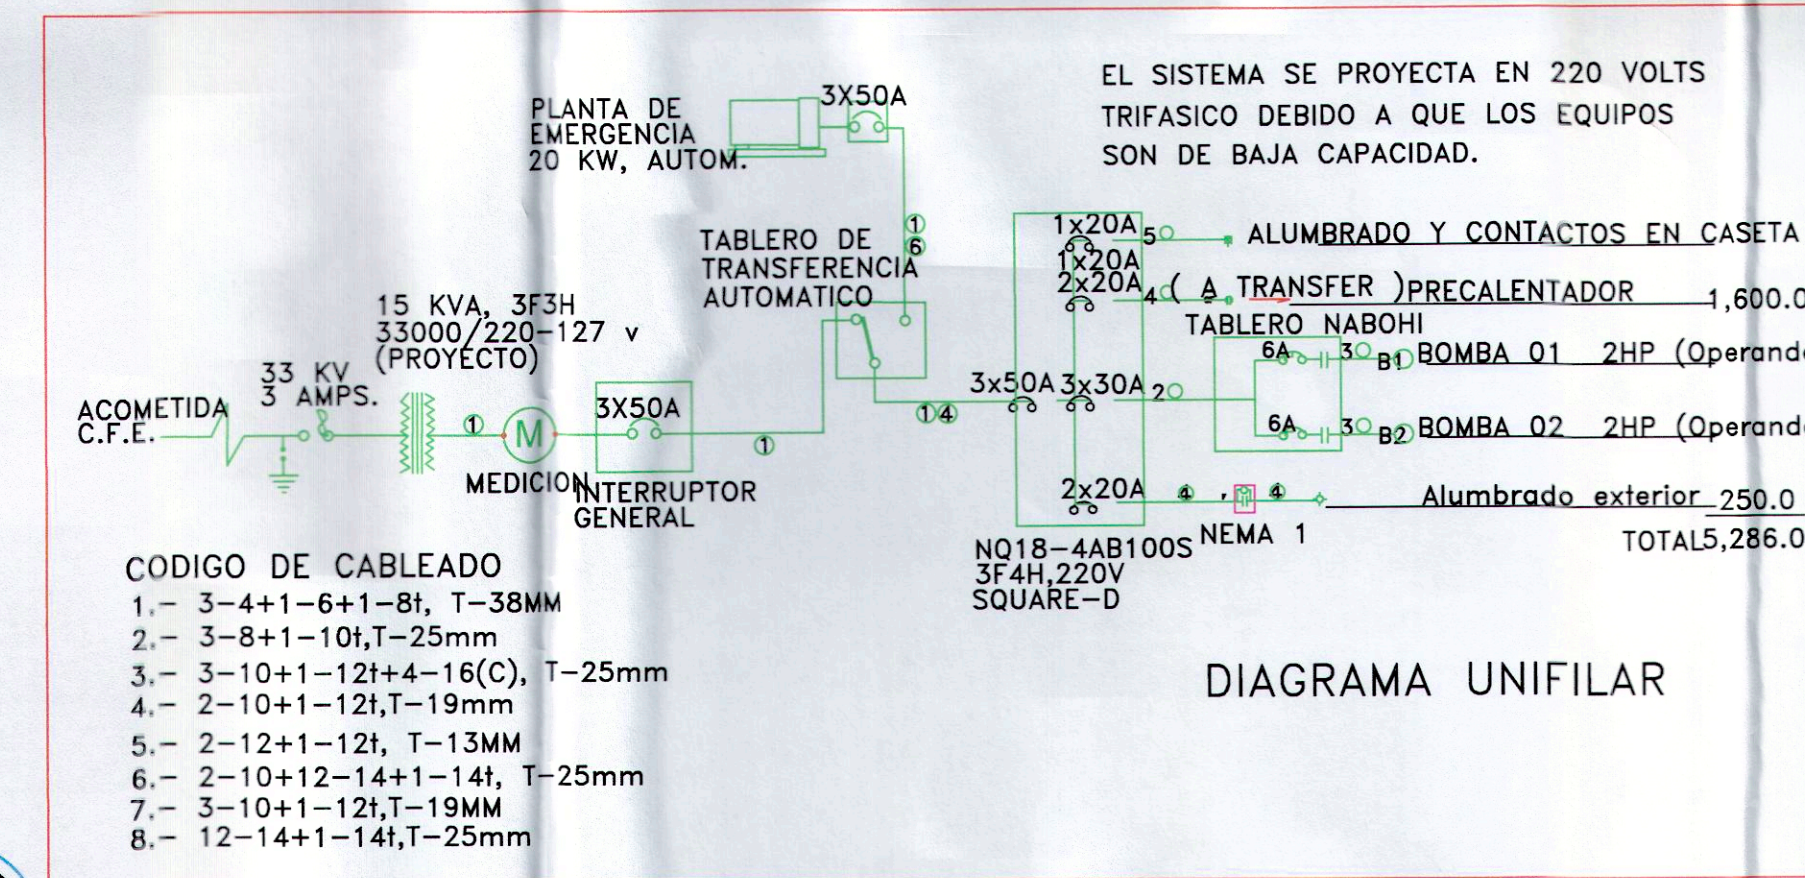 EL SISTEMA SE PROYECTA EN 220 VOLTS
TRIFASICO DEBIDO A QUE LOS EQUIPOS
SON DE BAJA CAPACIDAD.
PLANTA DE
EMERGENCIA
20 KW, AUTOM.
3X50A
1
6
TABLERO DE
TRANSFERENCIA
AUTOMATICO
15 KVA, 3F3H
33000/220-127 v
(PROYECTO)
33 KV
3 AMPS.
ACOMETIDA
C.F.E.
1
M
MEDICION
3X50A
INTERRUPTOR
GENERAL
1
1 4
1x20A 5 ALUMBRADO Y CONTACTOS EN CASETA
1x20A
2x20A 4 ( A TRANSFER ) PRECALENTADOR 1,600.0
TABLERO NABOHI
6A 3 B1 BOMBA 01 2HP (Operando
3x50A 3x30A 2
6A 3 B2 BOMBA 02 2HP (Operando
2x20A 4 , 4 Alumbrado exterior 250.0
NEMA 1
TOTAL 5,286.0
NQ18-4AB100S
3F4H,220V
SQUARE-D
CODIGO DE CABLEADO
1.- 3-4+1-6+1-8t, T-38MM
2.- 3-8+1-10t,T-25mm
3.- 3-10+1-12t+4-16(C), T-25mm
4.- 2-10+1-12t,T-19mm
5.- 2-12+1-12t, T-13MM
6.- 2-10+12-14+1-14t, T-25mm
7.- 3-10+1-12t,T-19MM
8.- 12-14+1-14t,T-25mm
DIAGRAMA UNIFILAR